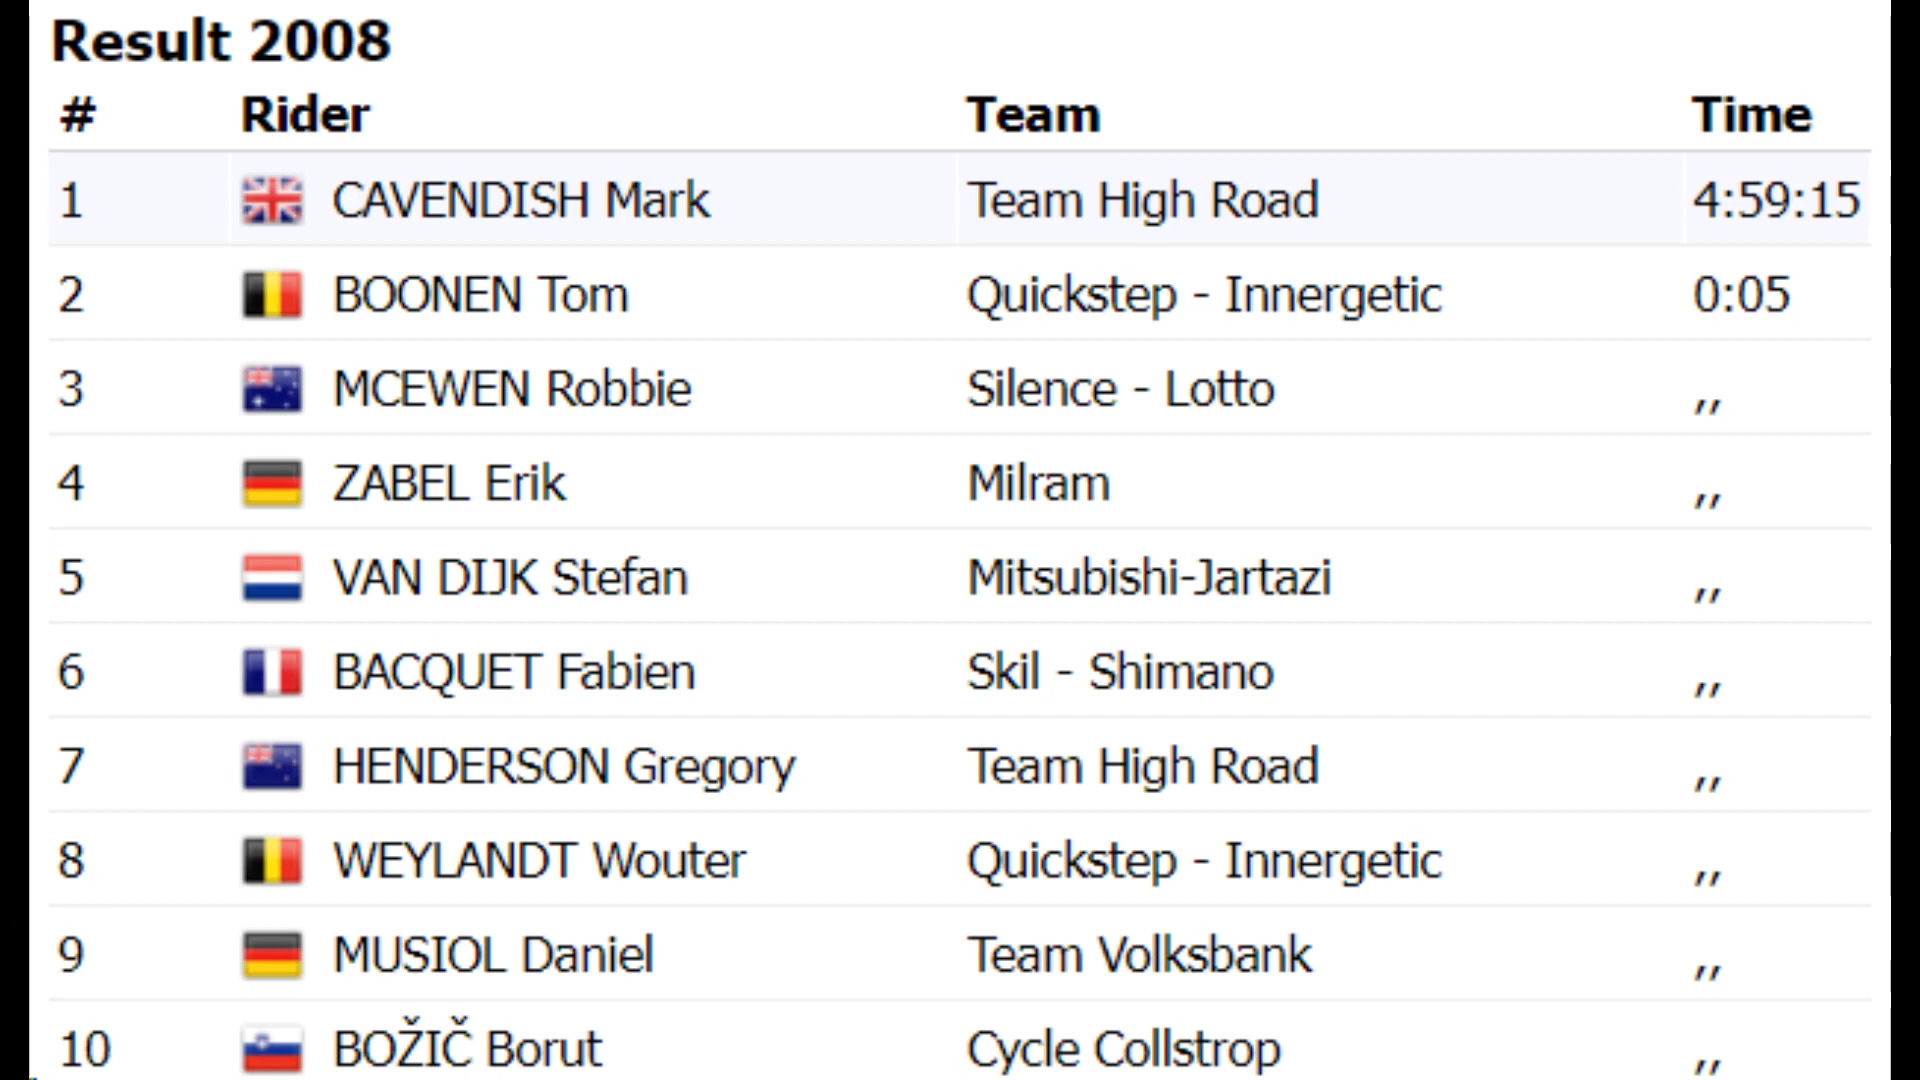 Result 2008
# Rider Team Time
1 CAVENDISH Mark Team High Road 4:59:15
2 BOONEN Tom Quickstep - Innergetic 0:05
3 MCEWEN Robbie Silence - Lotto ,,
4 ZABEL Erik Milram ,,
5 VAN DIJK Stefan Mitsubishi-Jartazi ,,
6 BACQUET Fabien Skil - Shimano ,,
7 HENDERSON Gregory Team High Road ,,
8 WEYLANDT Wouter Quickstep - Innergetic ,,
9 MUSIOL Daniel Team Volksbank ,,
10 BOŽIČ Borut Cycle Collstrop ,,